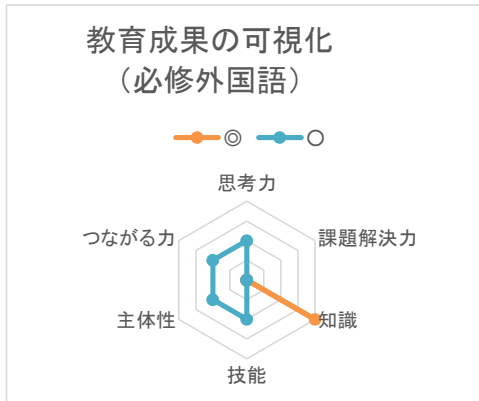 教育成果の可視化
（必修外国語）
◎ ○
思考力
つながる力 課題解決力
主体性 知識
技能